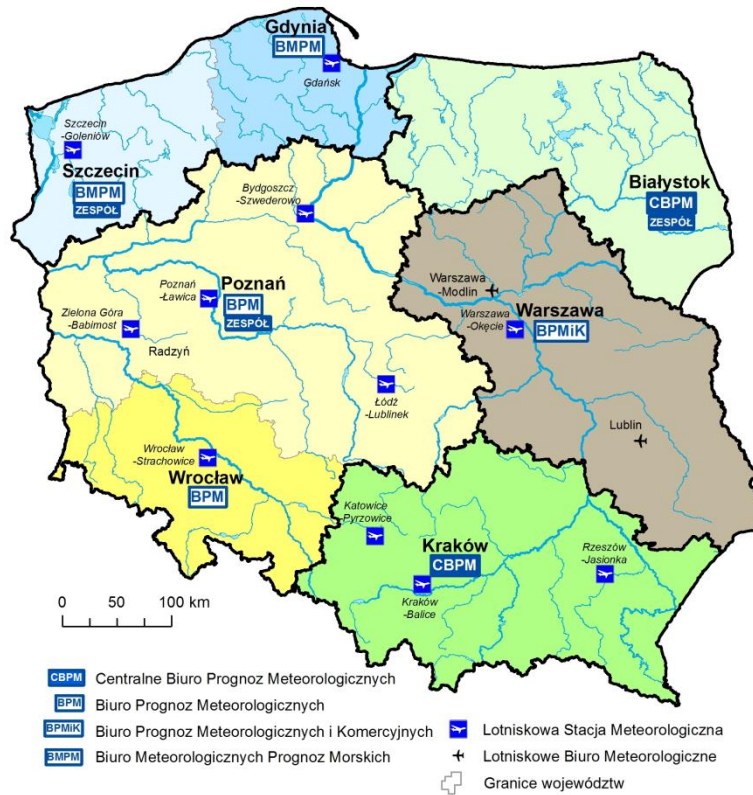 Gdynia
BMPM
Gdańsk
Szczecin
-Goleniów
Szczecin
BMPM
ZESPÓŁ
Białystok
CBPM
ZESPÓŁ
Bydgoszcz
-Szwederowo
Warszawa
-Modlin
Poznań
-Ławica
Poznań
BPM
ZESPÓŁ
Zielona Góra
-Babimost
Warszawa
-Okęcie
Warszawa
BPMiK
Radzyń
Łódź
-Lublinek
Lublin
Wrocław
-Strachowice
Wrocław
BPM
Katowice
-Pyrzowice
Kraków
CBPM
Rzeszów
-Jasionka
Kraków
-Balice
0 50 100 km
CBPM Centralne Biuro Prognoz Meteorologicznych
BPM Biuro Prognoz Meteorologicznych
BPMiK Biuro Prognoz Meteorologicznych i Komercyjnych
BMPM Biuro Meteorologicznych Prognoz Morskich
Lotniskowa Stacja Meteorologiczna
Lotniskowe Biuro Meteorologiczne
Granice województw